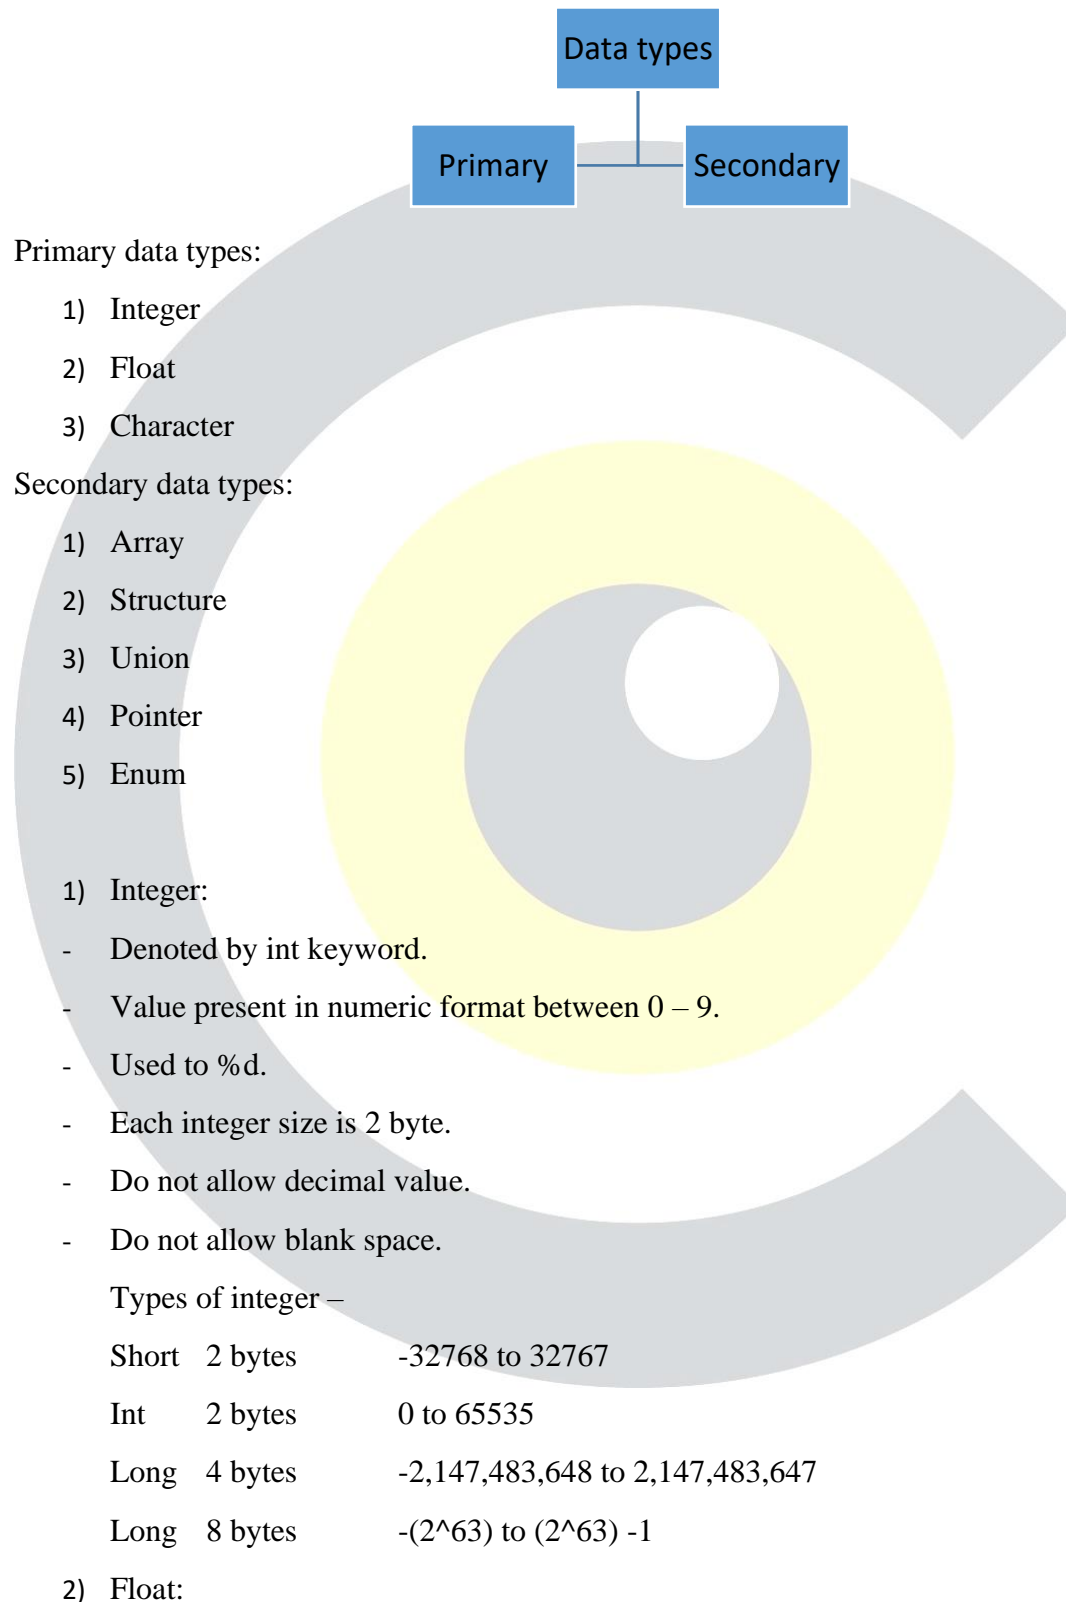 Data types
Primary Secondary
Primary data types:
1) Integer
2) Float
3) Character
Secondary data types:
1) Array
2) Structure
3) Union
4) Pointer
5) Enum
1) Integer:
- Denoted by int keyword.
- Value present in numeric format between 0 – 9.
- Used to %d.
- Each integer size is 2 byte.
- Do not allow decimal value.
- Do not allow blank space.
Types of integer –
Short 2 bytes -32768 to 32767
Int 2 bytes 0 to 65535
Long 4 bytes -2,147,483,648 to 2,147,483,647
Long 8 bytes -(2^63) to (2^63) -1
2) Float: